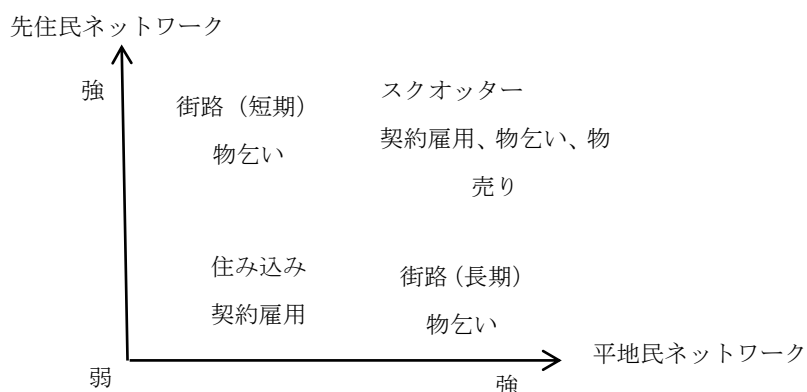 先住民ネットワーク
強
街路（短期）
物乞い
スクオッター
契約雇用、物乞い、物
売り
住み込み
契約雇用
街路（長期）
物乞い
平地民ネットワーク
弱
強